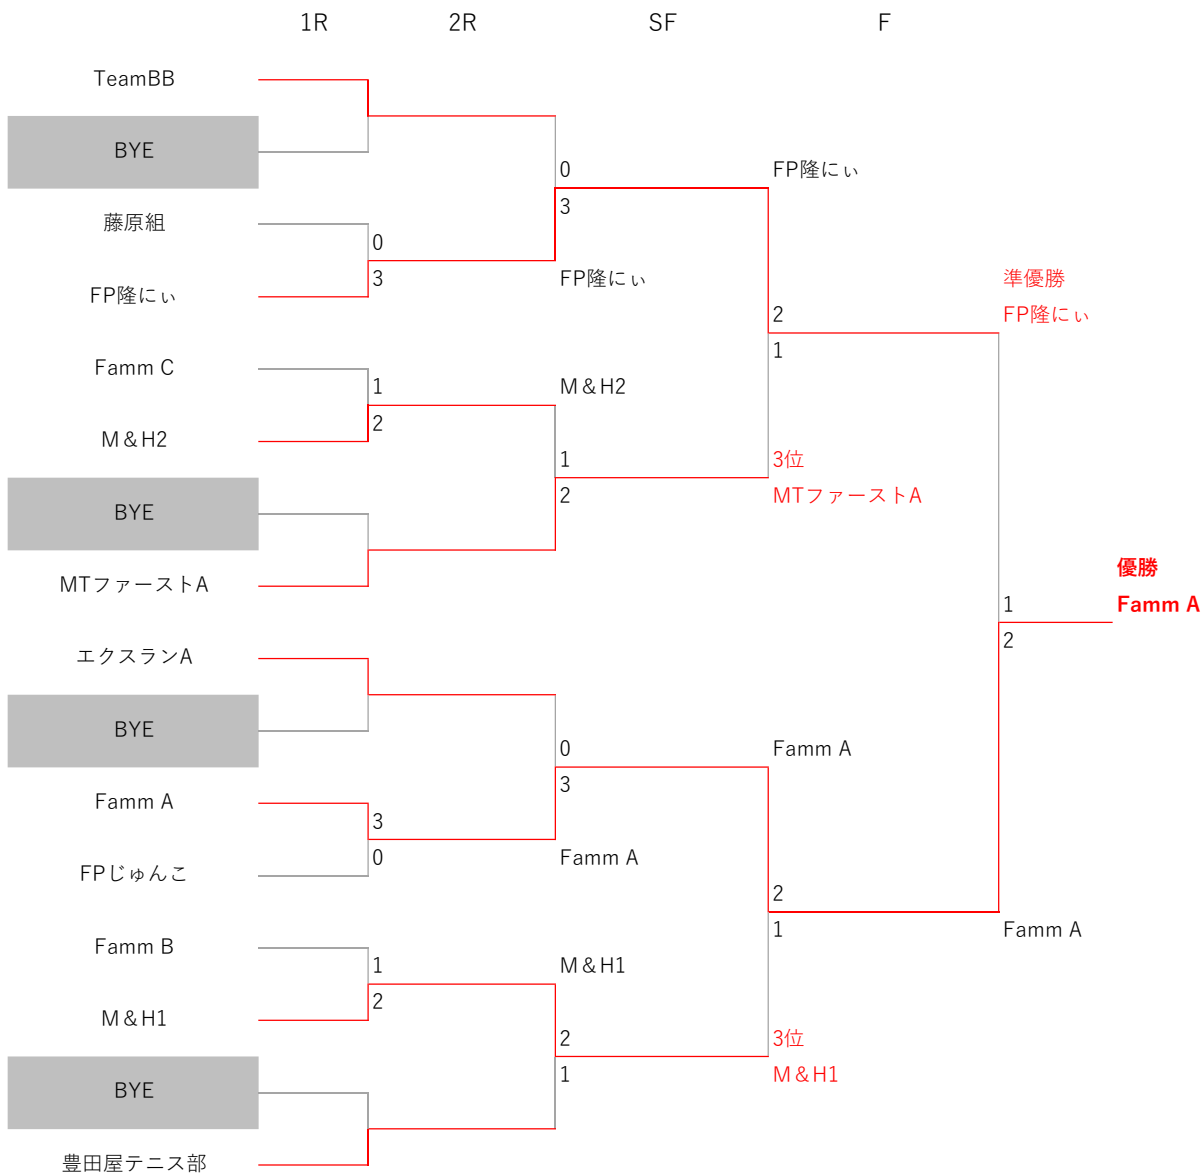 1R 2R SF F
TeamBB
BYE
0 FP隆にぃ
3
藤原組
0
3 FP隆にぃ
FP隆にぃ
準優勝
FP隆にぃ
2
1
Famm C
1 M&H2
2
M&H2
1 3位
2 MTファーストA
BYE
MTファーストA
優勝
1 Famm A
2
エクスランA
BYE
0 Famm A
3
Famm A
3
0 Famm A
FPじゅんこ
2
1 Famm A
Famm B
1 M&H1
2
M&H1
2 3位
1 M&H1
BYE
豊田屋テニス部